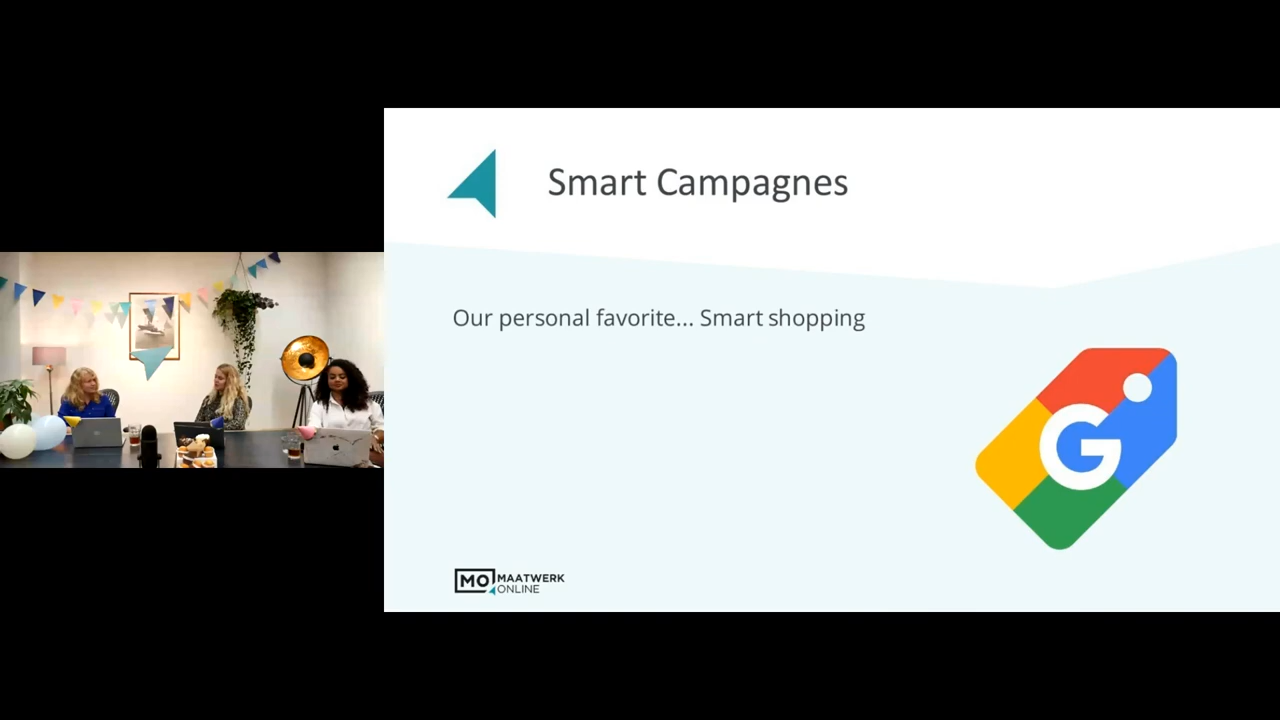 Smart Campagnes
Our personal favorite... Smart shopping
G
MO MAATWERK
ONLINE